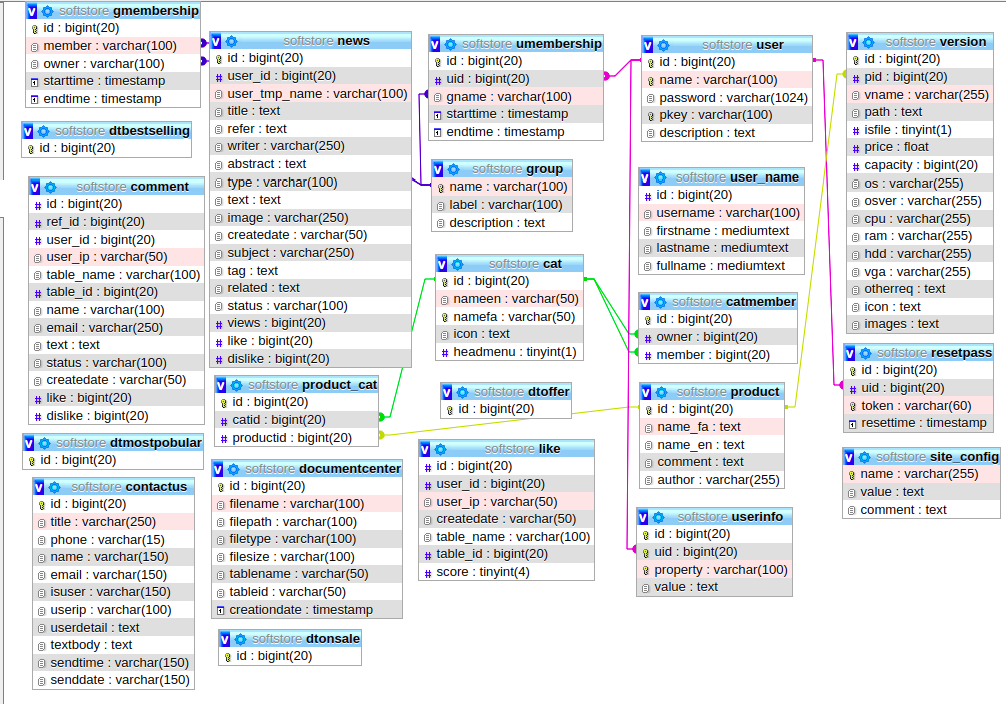 softstore gmembership
id : bigint(20)
member : varchar(100)
owner : varchar(100)
starttime : timestamp
endtime : timestamp
softstore dtbestselling
id : bigint(20)
softstore comment
id : bigint(20)
ref_id : bigint(20)
user_id : bigint(20)
user_ip : varchar(50)
table_name : varchar(100)
table_id : bigint(20)
name : varchar(100)
email : varchar(250)
text : text
status : varchar(100)
createdate : varchar(50)
like : bigint(20)
dislike : bigint(20)
softstore dtmostpobular
id : bigint(20)
softstore contactus
id : bigint(20)
title : varchar(250)
phone : varchar(15)
name : varchar(150)
email : varchar(150)
isuser : varchar(150)
userip : varchar(100)
userdetail : text
textbody : text
sendtime : varchar(150)
senddate : varchar(150)
softstore news
id : bigint(20)
user_id : bigint(20)
user_tmp_name : varchar(100)
title : text
refer : text
writer : varchar(250)
abstract : text
type : varchar(100)
text : text
image : varchar(250)
createdate : varchar(50)
subject : varchar(250)
tag : text
related : text
status : varchar(100)
views : bigint(20)
like : bigint(20)
dislike : bigint(20)
softstore product_cat
id : bigint(20)
catid : bigint(20)
productid : bigint(20)
softstore documentcenter
id : bigint(20)
filename : varchar(100)
filepath : varchar(100)
filetype : varchar(100)
filesize : varchar(100)
tablename : varchar(50)
tableid : varchar(50)
creationdate : timestamp
softstore dtonsale
id : bigint(20)
softstore umembership
id : bigint(20)
uid : bigint(20)
gname : varchar(100)
starttime : timestamp
endtime : timestamp
softstore group
name : varchar(100)
label : varchar(100)
description : text
softstore cat
id : bigint(20)
nameen : varchar(50)
namefa : varchar(50)
icon : text
headmenu : tinyint(1)
softstore dtoffer
id : bigint(20)
softstore like
id : bigint(20)
user_id : bigint(20)
user_ip : varchar(50)
createdate : varchar(50)
table_name : varchar(100)
table_id : bigint(20)
score : tinyint(4)
softstore user
id : bigint(20)
name : varchar(100)
password : varchar(1024)
pkey : varchar(100)
description : text
softstore user_name
id : bigint(20)
username : varchar(100)
firstname : mediumtext
lastname : mediumtext
fullname : mediumtext
softstore catmember
id : bigint(20)
owner : bigint(20)
member : bigint(20)
softstore product
id : bigint(20)
name_fa : text
name_en : text
comment : text
author : varchar(255)
softstore userinfo
id : bigint(20)
uid : bigint(20)
property : varchar(100)
value : text
softstore version
id : bigint(20)
pid : bigint(20)
vname : varchar(255)
path : text
isfile : tinyint(1)
price : float
capacity : bigint(20)
os : varchar(255)
osver : varchar(255)
cpu : varchar(255)
ram : varchar(255)
hdd : varchar(255)
vga : varchar(255)
otherreq : text
icon : text
images : text
softstore resetpass
id : bigint(20)
uid : bigint(20)
token : varchar(60)
resettime : timestamp
softstore site_config
name : varchar(255)
value : text
comment : text